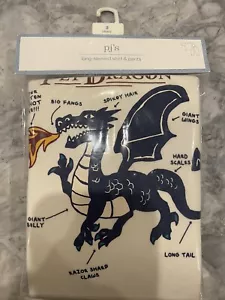 pj's
long sleeved shirt & pants
PET DRAGON
BIG FANGS
SPIKEY HAIR
GIANT
WINGS
HARD
SCALES
GIANT
BELLY
LONG TAIL
RAZOR SHARP
CLAWS